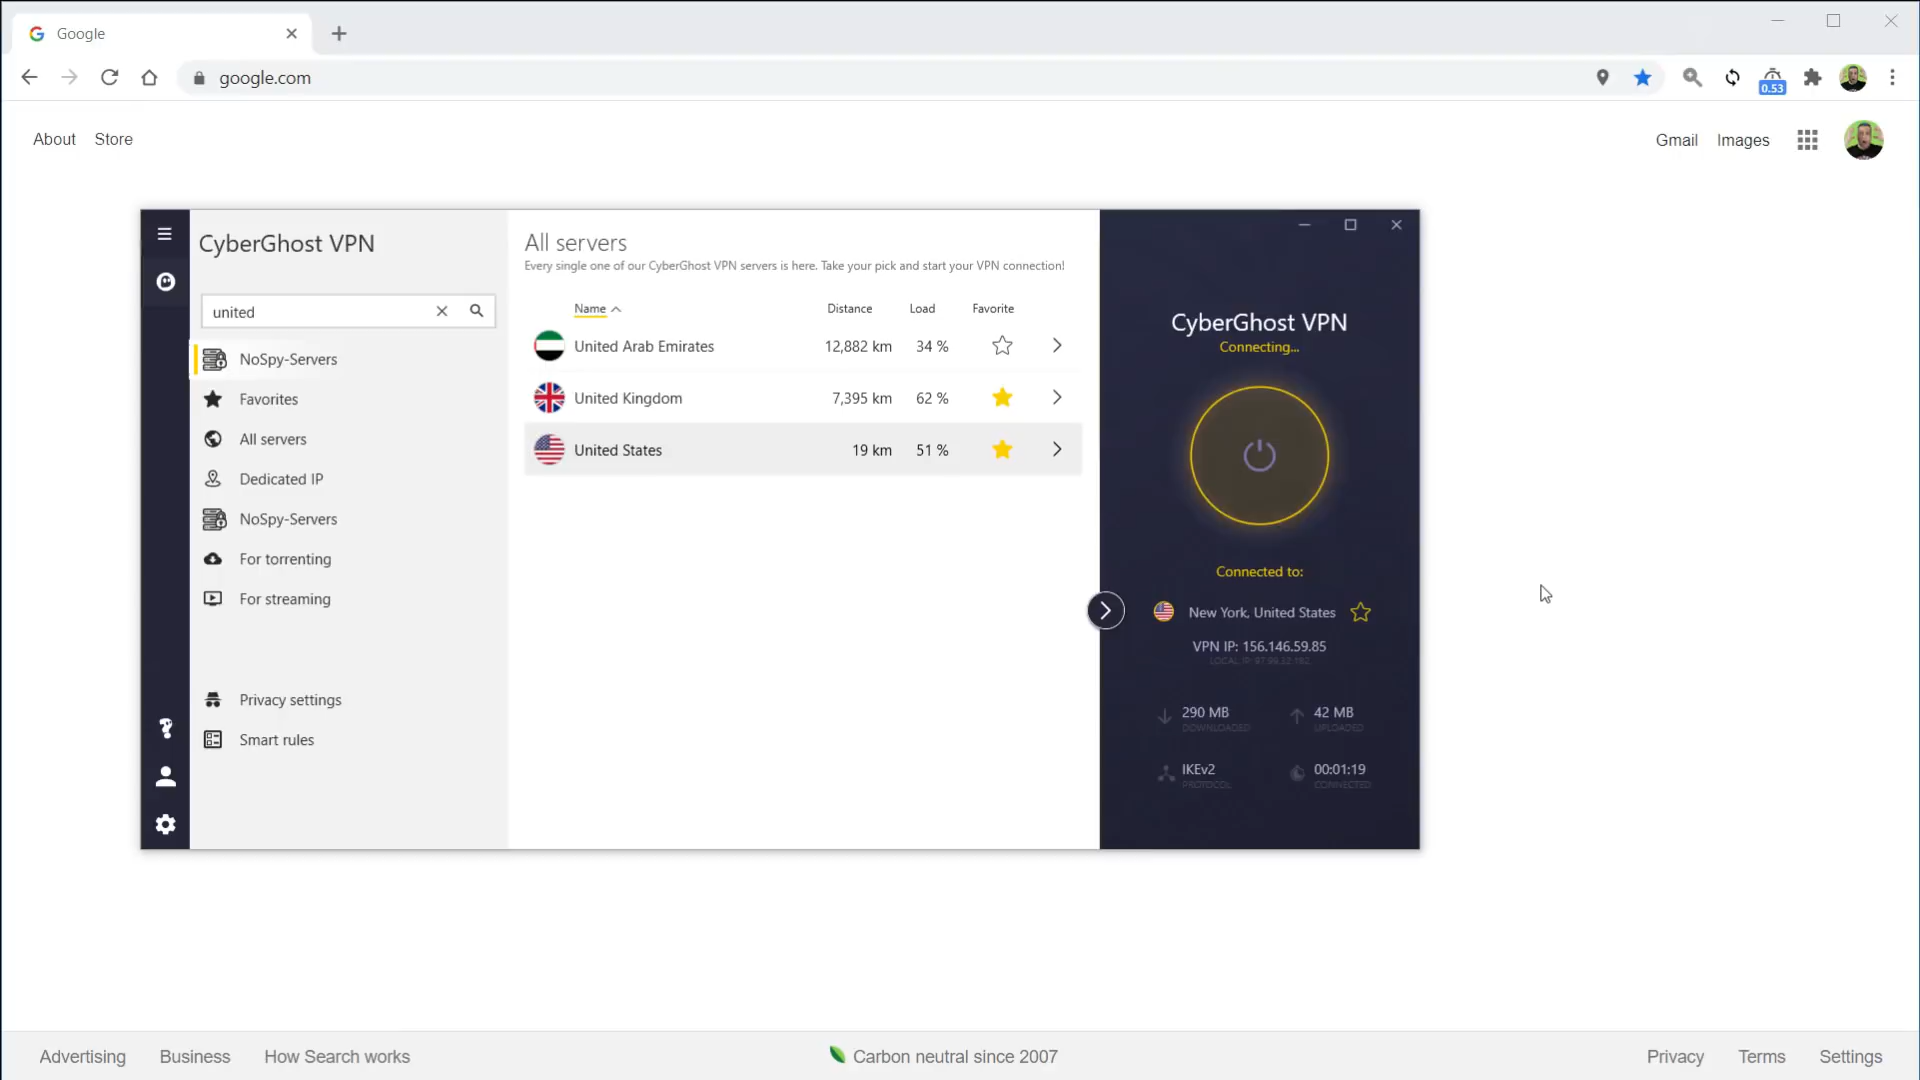 Google
google.com
0.53
About Store
Gmail Images
CyberGhost VPN
united
NoSpy-Servers
Favorites
All servers
Dedicated IP
NoSpy-Servers
For torrenting
For streaming
Privacy settings
Smart rules
All servers
Every single one of our CyberGhost VPN servers is here. Take your pick and start your VPN connection!
Name Distance Load Favorite
United Arab Emirates 12,882 km 34 %
United Kingdom 7,395 km 62 %
United States 19 km 51 %
CyberGhost VPN
Connecting...
Connected to:
New York, United States
VPN IP: 156.146.59.85
290 MB 42 MB
DOWNLOADED UPLOADED
IKEv2 00:01:19
PROTOCOL CONNECTED
Advertising Business How Search works
Carbon neutral since 2007
Privacy Terms Settings